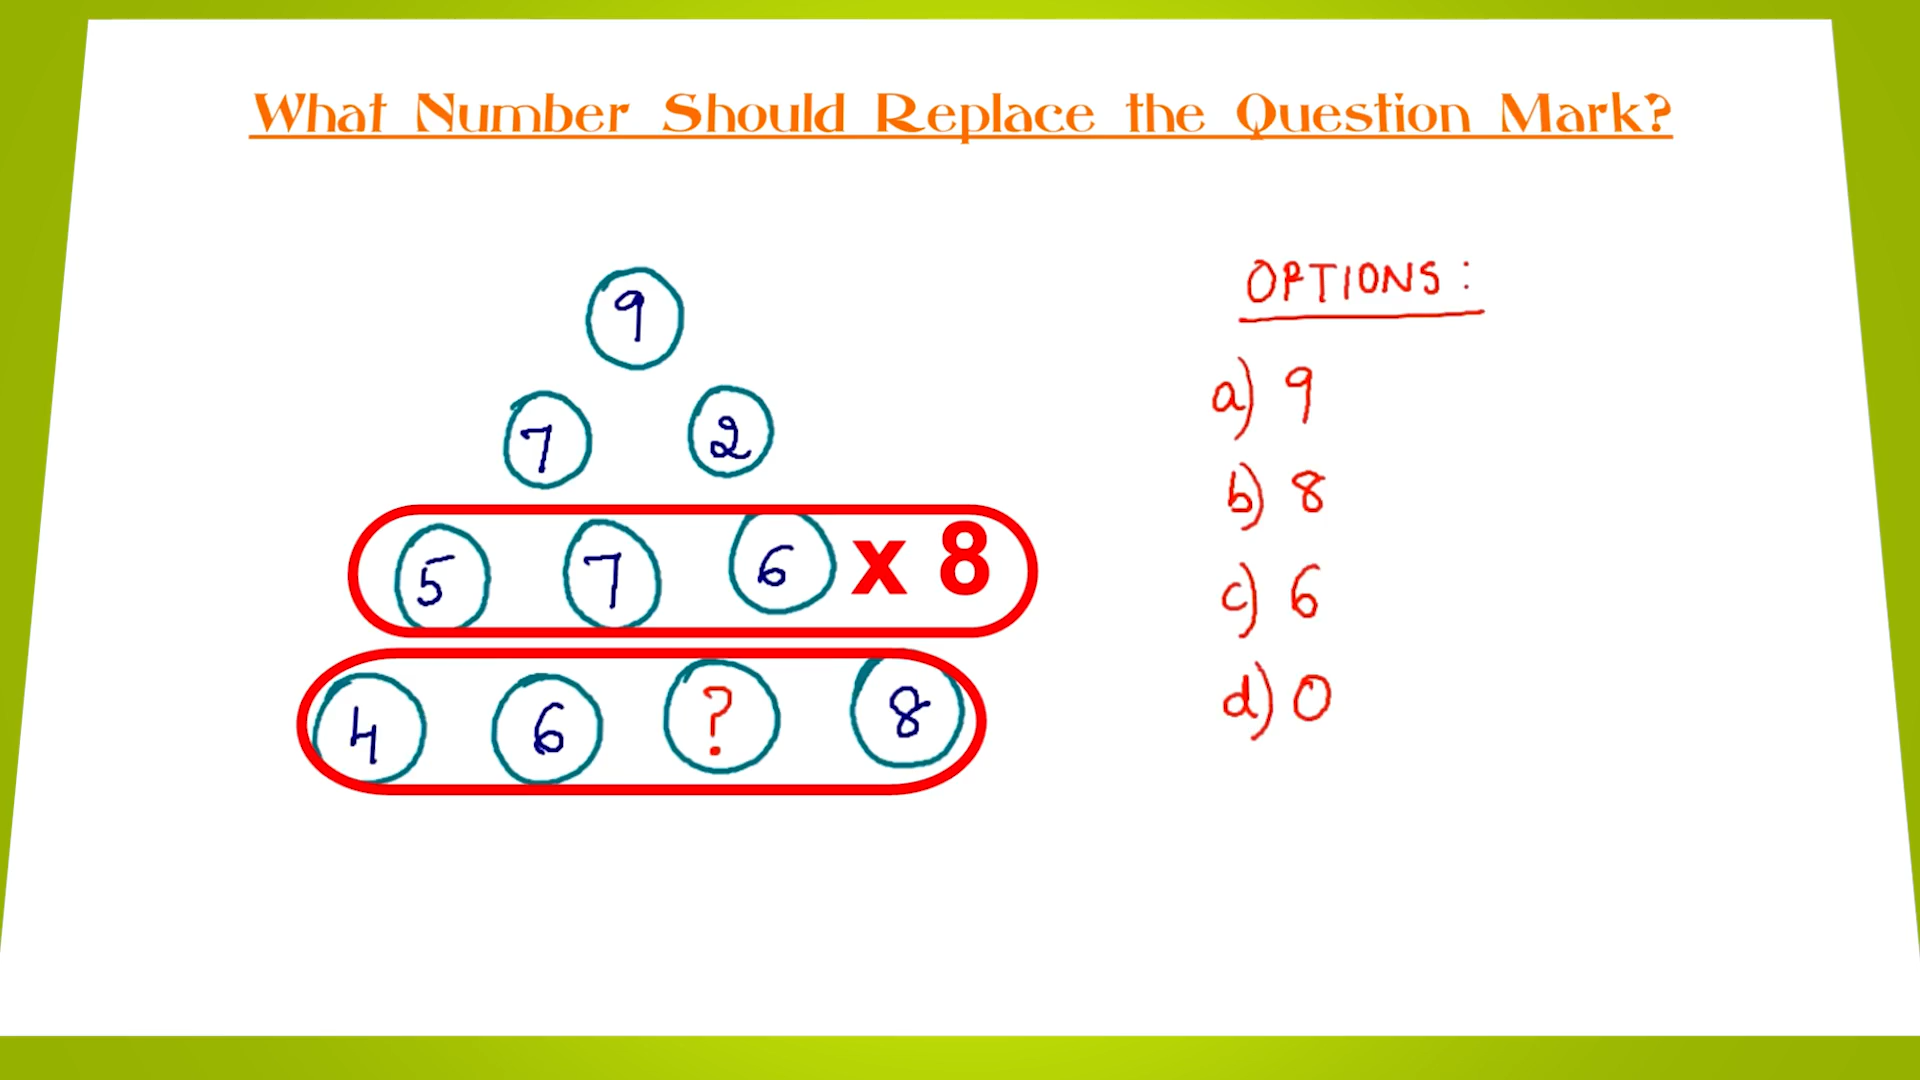 What Number Should Replace the Question Mark?
9
7 2
5 7 6 x 8
4 6 ? 8
OPTIONS:
a) 9
b) 8
c) 6
d) 0